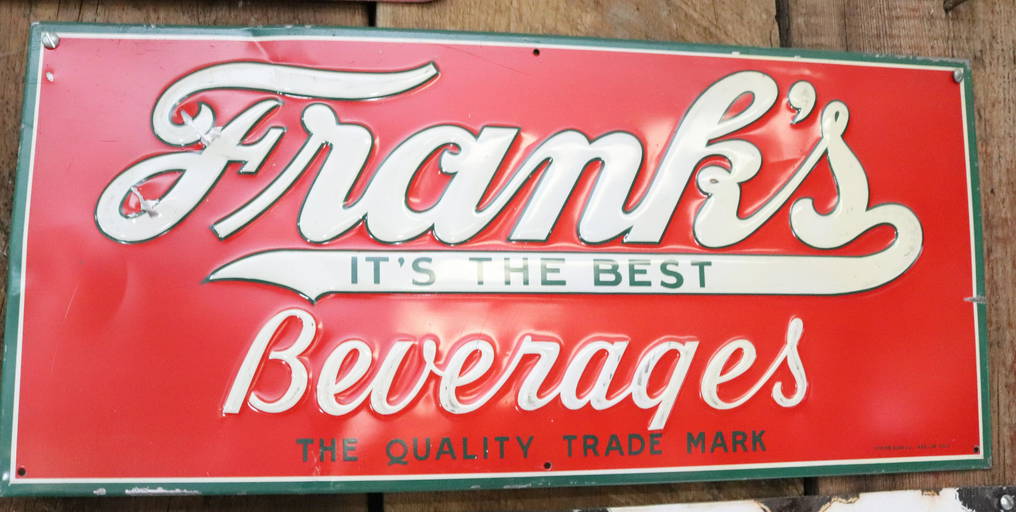 Frank's
IT'S THE BEST
Beverages
THE QUALITY TRADE MARK